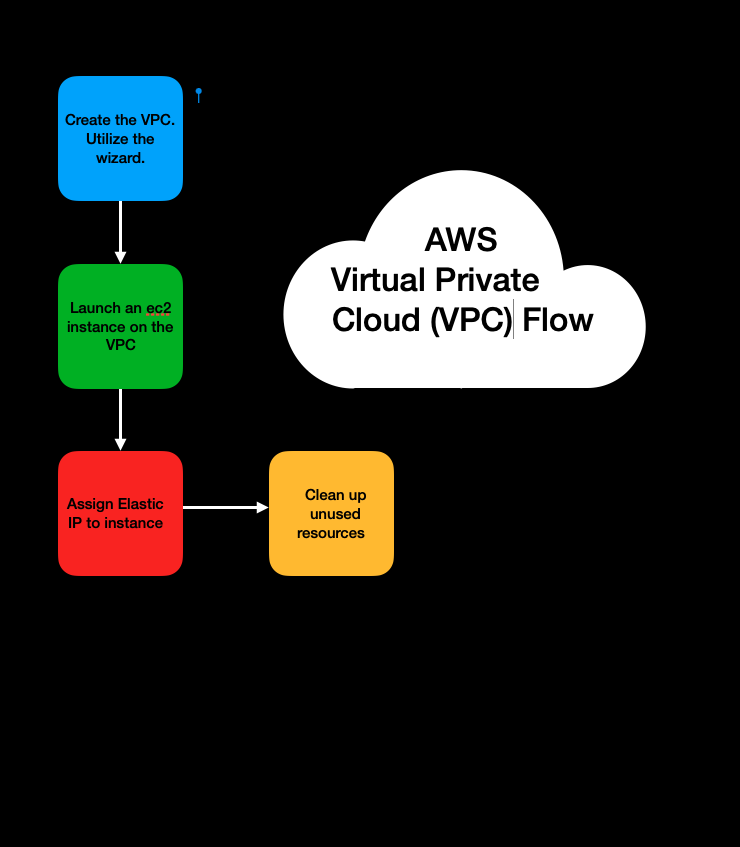 Create the VPC.
Utilize the
wizard.
AWS
Virtual Private
Cloud (VPC) Flow
Launch an ec2
instance on the
VPC
Assign Elastic
IP to instance
Clean up
unused
resources